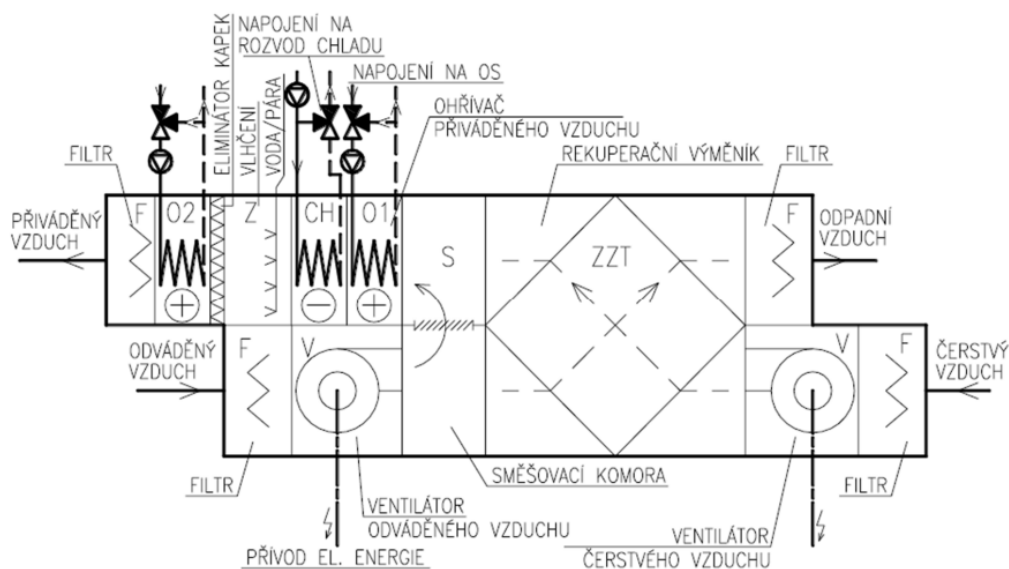 NAPOJENÍ NA
ROZVOD CHLADU
NAPOJENÍ NA OS
ELIMINÁTOR KAPEK
VLHČENÍ
VODA/PÁRA
OHŘÍVAČ
PŘIVÁDĚNÉHO VZDUCHU
FILTR
REKUPERAČNÍ VÝMĚNÍK
FILTR
PŘIVÁDĚNÝ
VZDUCH
F
O2
Z
CH
O1
S
ZZT
F
ODPADNÍ
VZDUCH
ODVÁDĚNÝ
VZDUCH
F
V
V
F
ČERSTVÝ
VZDUCH
FILTR
SMĚŠOVACÍ KOMORA
FILTR
VENTILÁTOR
ODVÁDĚNÉHO VZDUCHU
VENTILÁTOR
ČERSTVÉHO VZDUCHU
PŘÍVOD EL. ENERGIE